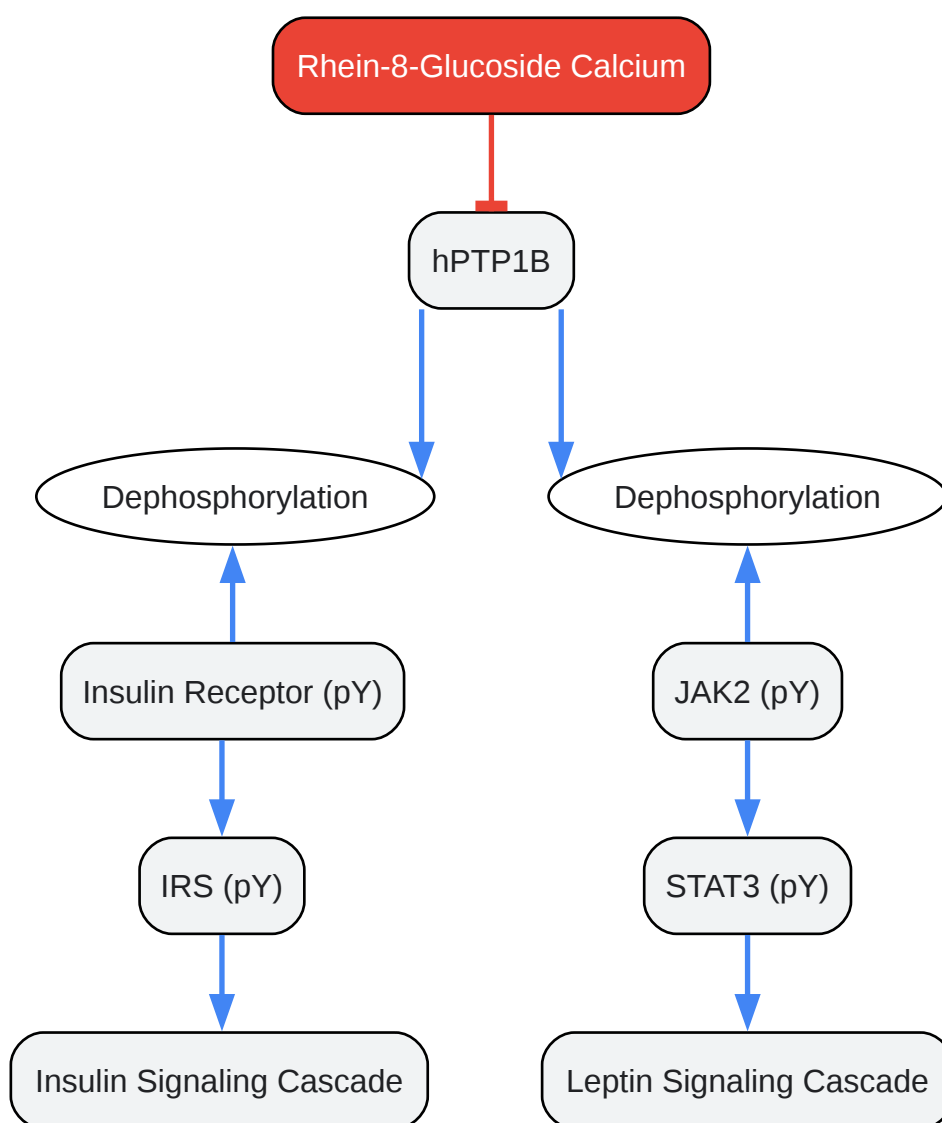 Rhein-8-Glucoside Calcium
hPTP1B
Dephosphorylation
Dephosphorylation
Insulin Receptor (pY)
JAK2 (pY)
IRS (pY)
STAT3 (pY)
Insulin Signaling Cascade
Leptin Signaling Cascade